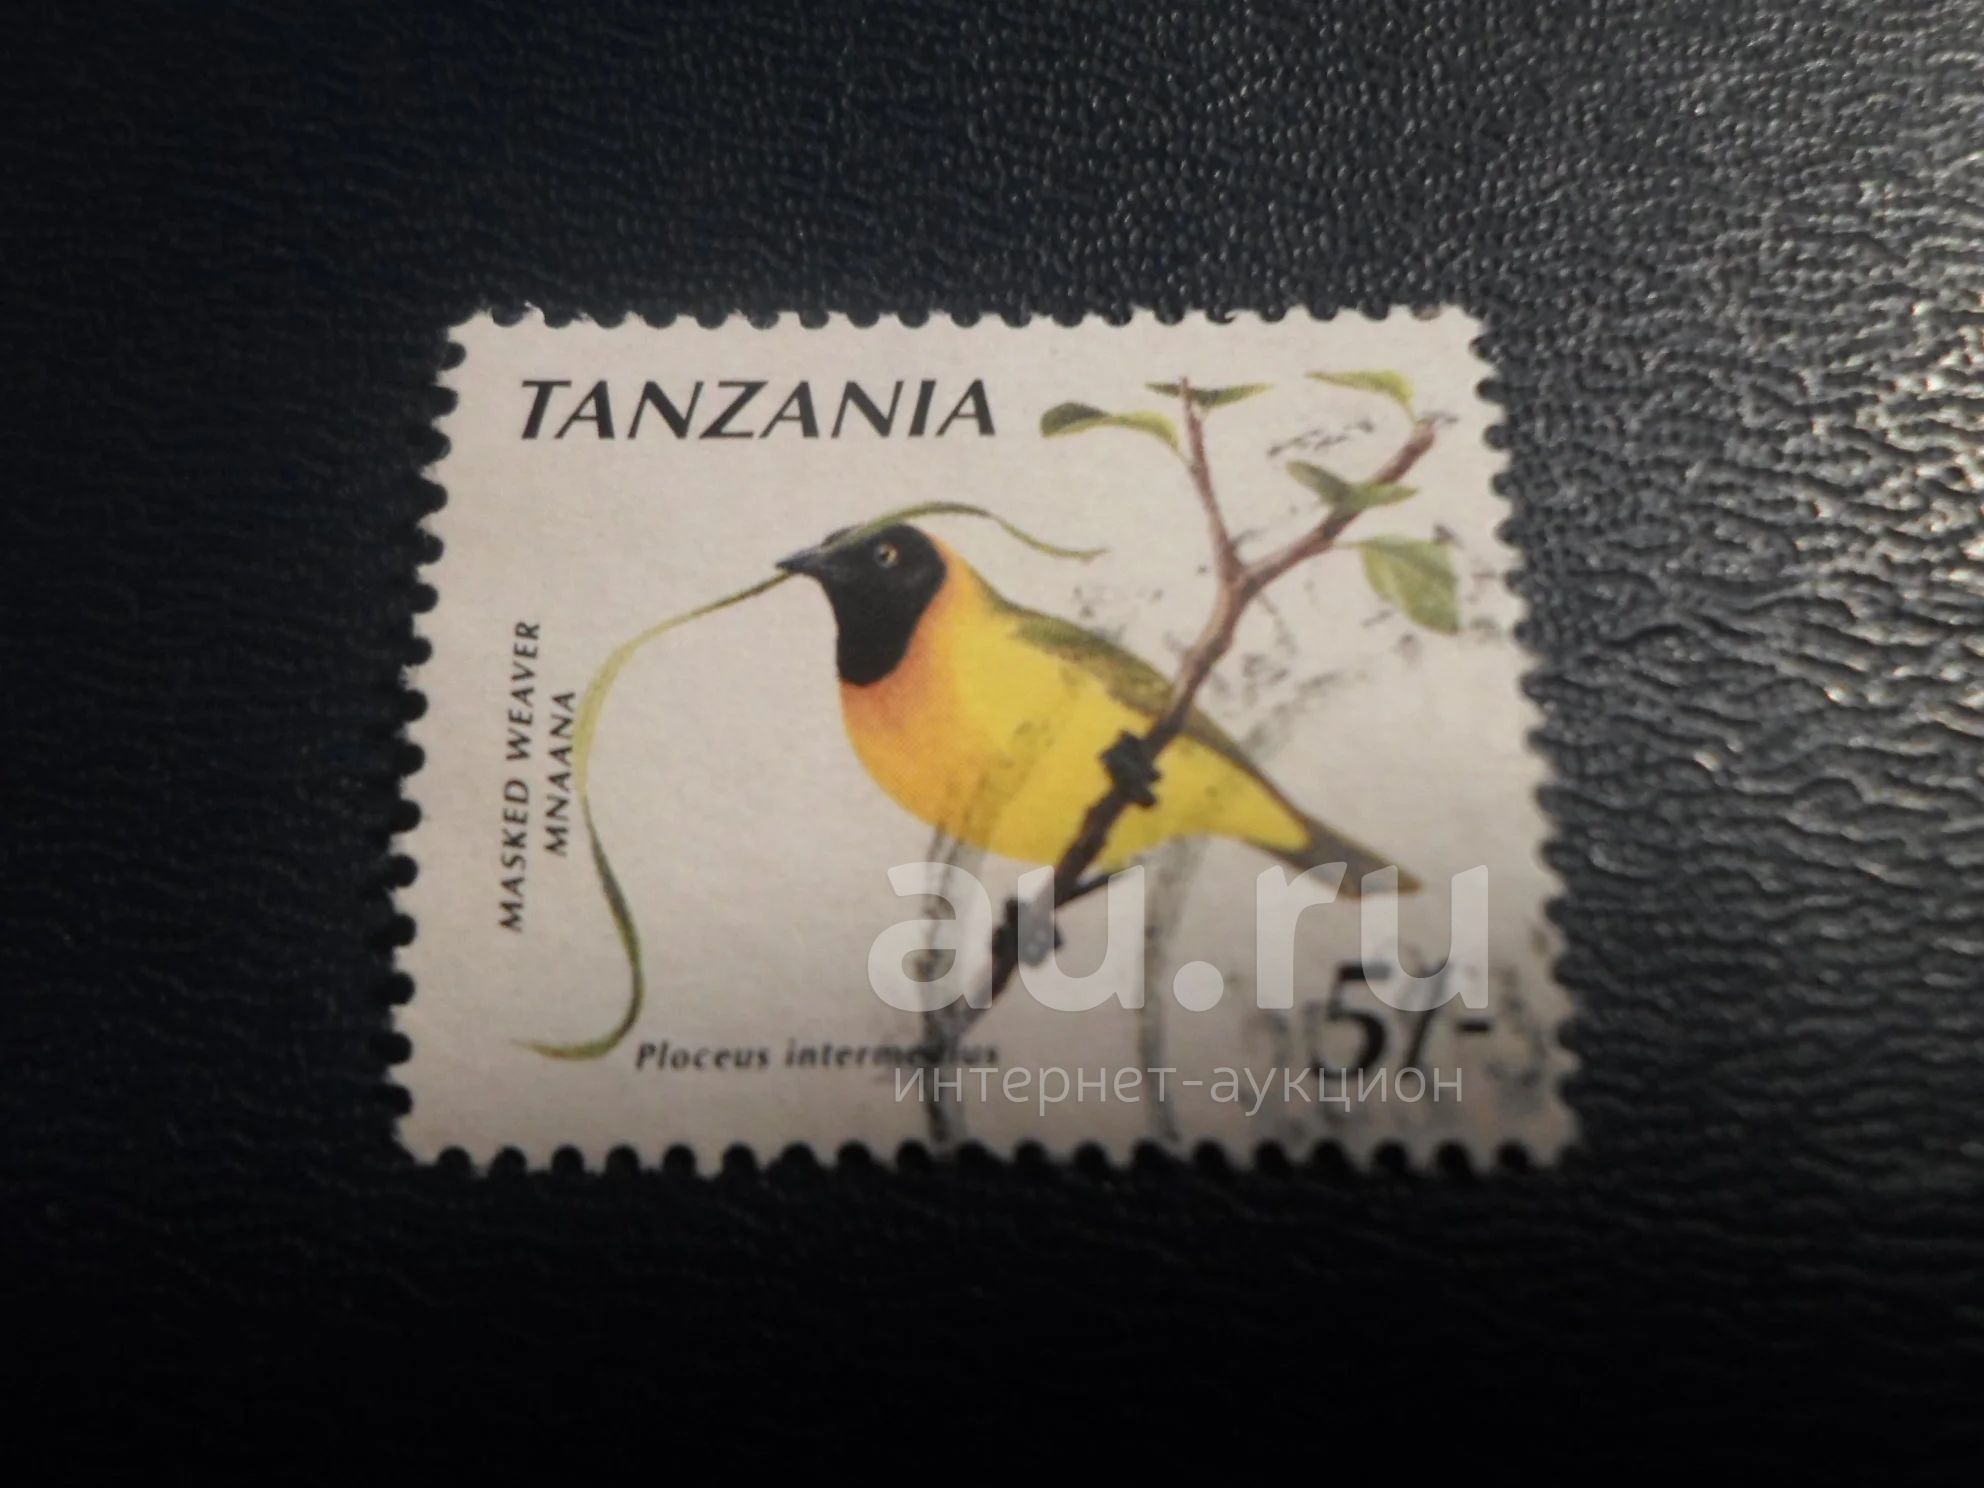 TANZANIA
MASKED WEAVER
MNAANA
Ploceus intermedius
5/-
au.ru
интернет-аукцион